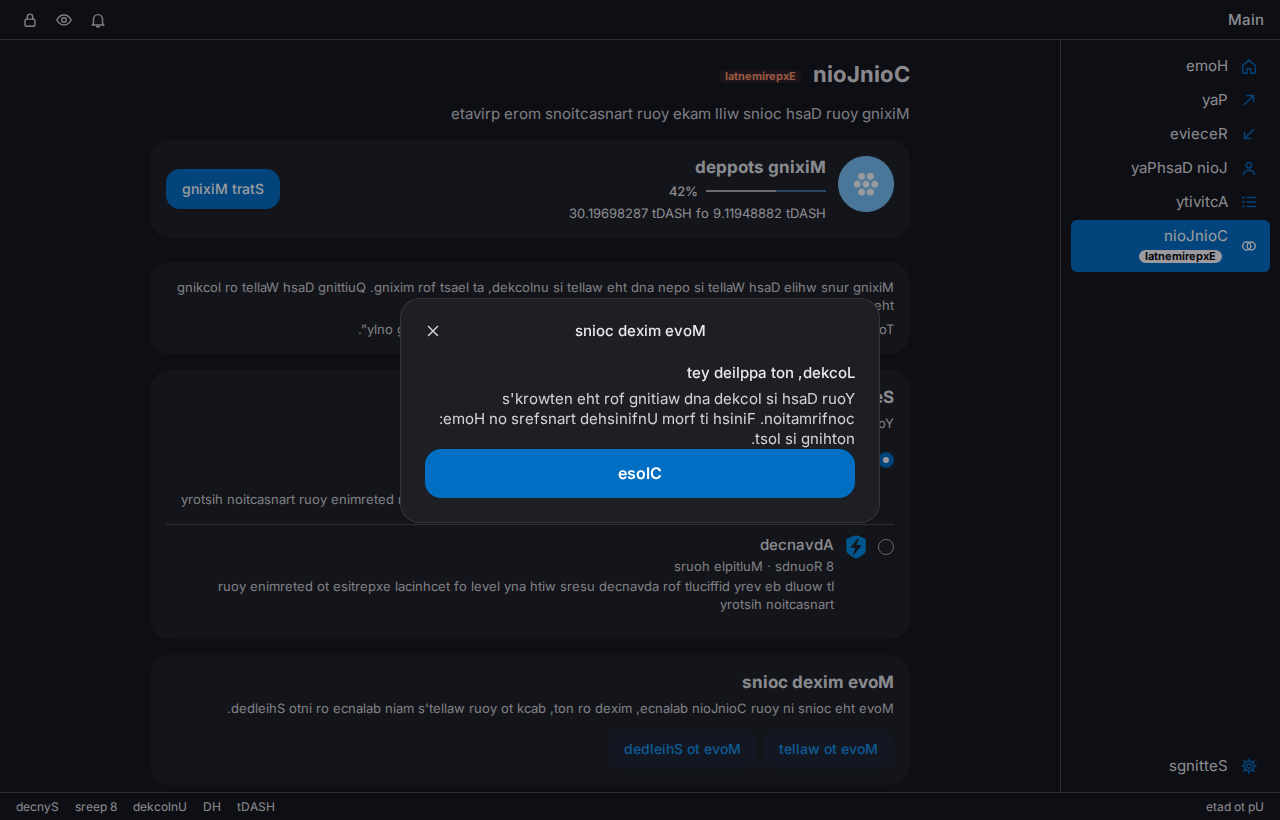 Main
emoH
yaP
evieceR
yaPhsaD nioJ
ytivitcA
nioJnioC
latnemirepxE
sgnitteS
nioJnioC
latnemirepxE
etavirp erom snoitcasnart ruoy ekam lliw snioc hsaD ruoy gnixiM
deppots gnixiM
42%
30.19698287 tDASH fo 9.11948882 tDASH
gnixiM tratS
gnikcol ro tellaW hsaD gnittiuQ .gnixim rof tsael ta ,dekcolnu si tellaw eht dna nepo si tellaW hsaD elihw snur gnixiM
eht
.“ylno
snioc dexim evoM
tey deilppa ton ,dekcoL
s'krowten eht rof gnitiaw dna dekcol si hsaD ruoY
:emoH no srefsnart dehsinifnU morf ti hsiniF .noitamrifnoc
.tsol si gnihton
esolC
yrotsih noitcasnart ruoy enimreted
decnavdA
sruoh elpitluM · sdnuoR 8
ruoy enimreted ot esitrepxe lacinhcet fo level yna htiw sresu decnavda rof tluciffid yrev eb dluow tI
yrotsih noitcasnart
snioc dexim evoM
.dedleihS otni ro ecnalab niam s'tellaw ruoy ot kcab ,ton ro dexim ,ecnalab nioJnioC ruoy ni snioc eht evoM
dedleihS ot evoM
tellaw ot evoM
decnyS
sreep 8
dekcolnU
DH
tDASH
etad ot pU